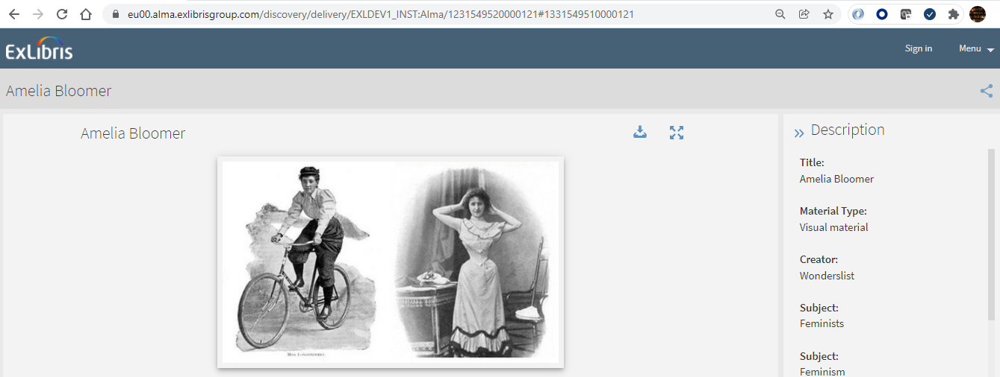 eu00.alma.exlibrisgroup.com/discovery/delivery/EXLDEV1_INST:Alma/1231549520000121#1331549510000121
ExLibris
Sign in
Menu
Amelia Bloomer
Amelia Bloomer
Description
Title:
Amelia Bloomer
Material Type:
Visual material
Creator:
Wonderslist
Subject:
Feminists
Subject:
Feminism
Miss Londonderry.